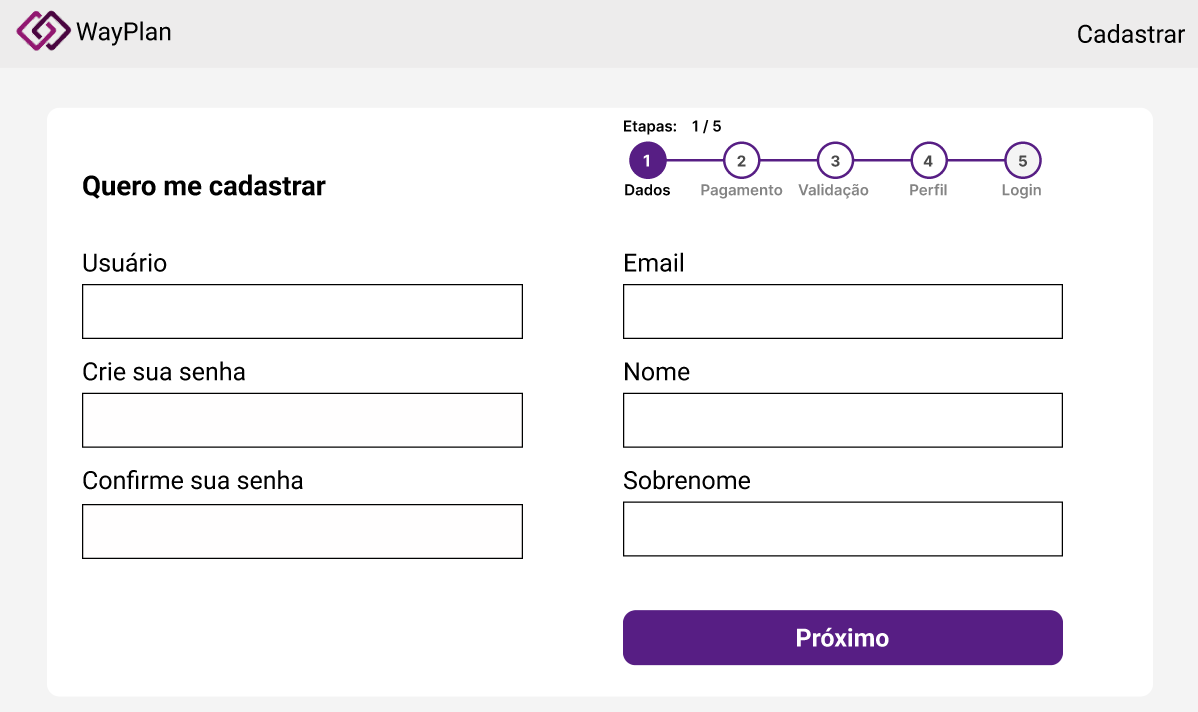 WayPlan
Cadastrar
Etapas: 1 / 5
1 2 3 4 5
Dados Pagamento Validação Perfil Login
Quero me cadastrar
Usuário
Email
Crie sua senha
Nome
Confirme sua senha
Sobrenome
Próximo